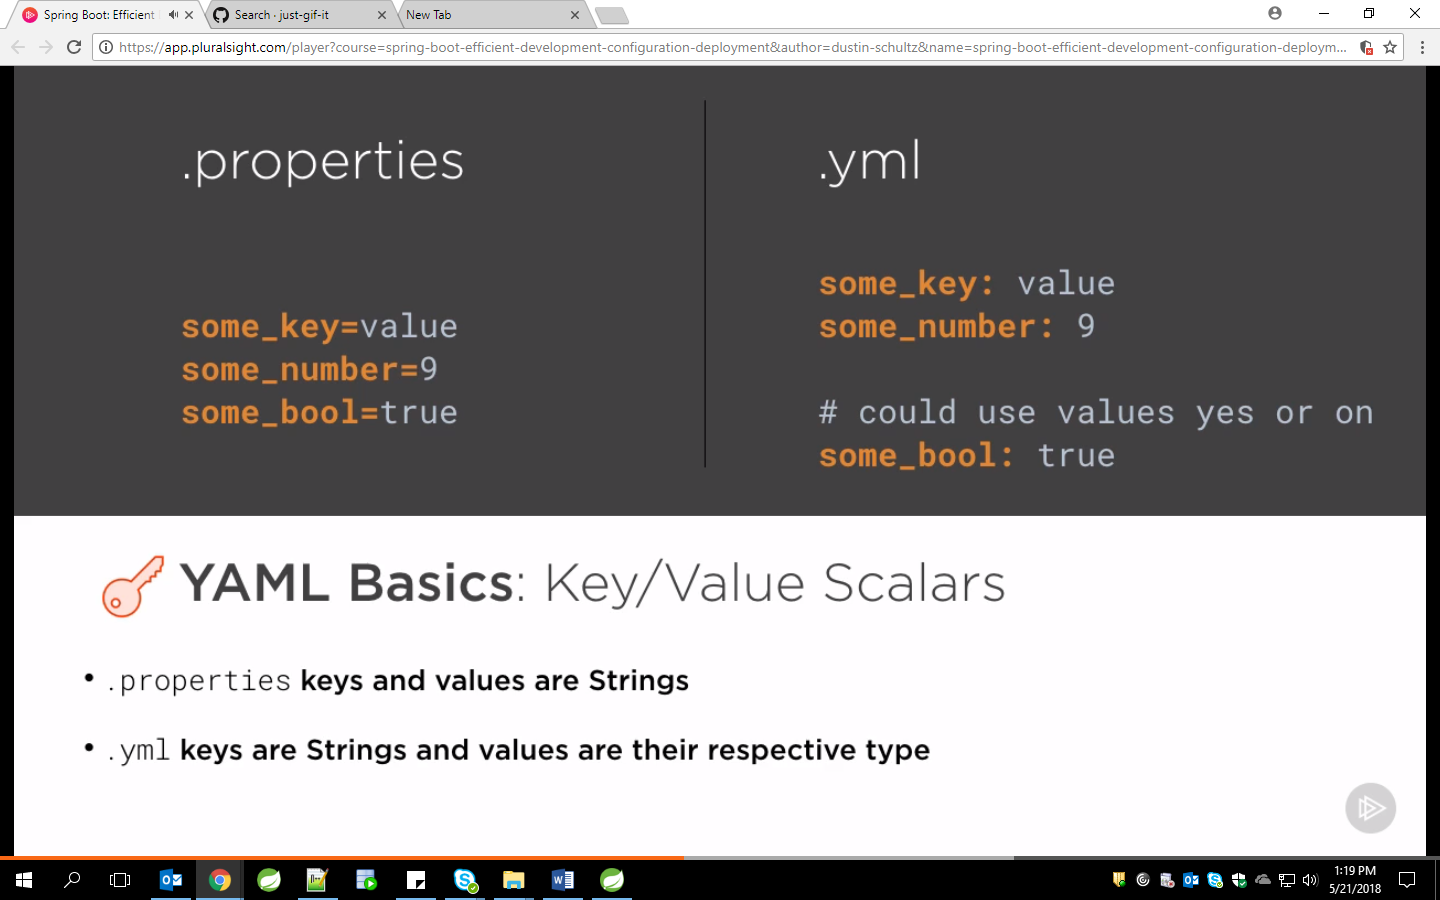 Spring Boot: Efficient
Search · just-gif-it
New Tab
https://app.pluralsight.com/player?course=spring-boot-efficient-development-configuration-deployment&author=dustin-schultz&name=spring-boot-efficient-development-configuration-deploym...
.properties
some_key=value
some_number=9
some_bool=true
.yml
some_key: value
some_number: 9
# could use values yes or on
some_bool: true
YAML Basics: Key/Value Scalars
• .properties keys and values are Strings
• .yml keys are Strings and values are their respective type
1:19 PM
5/21/2018